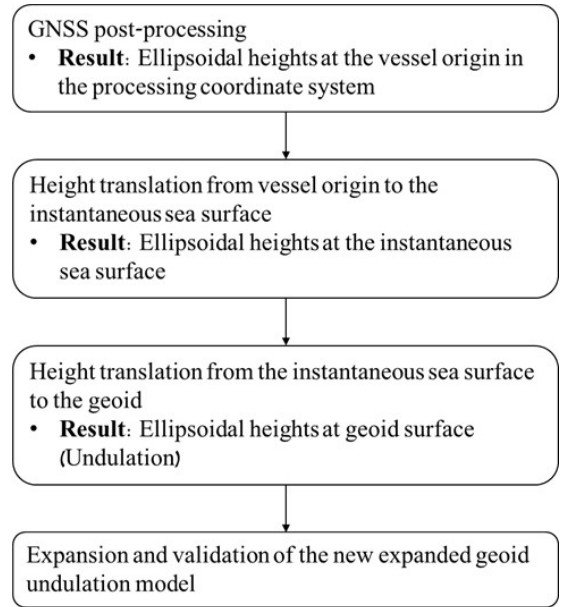 GNSS post-processing
• Result: Ellipsoidal heights at the vessel origin in
the processing coordinate system
Height translation from vessel origin to the
instantaneous sea surface
• Result: Ellipsoidal heights at the instantaneous
sea surface
Height translation from the instantaneous sea surface
to the geoid
• Result: Ellipsoidal heights at geoid surface
(Undulation)
Expansion and validation of the new expanded geoid
undulation model